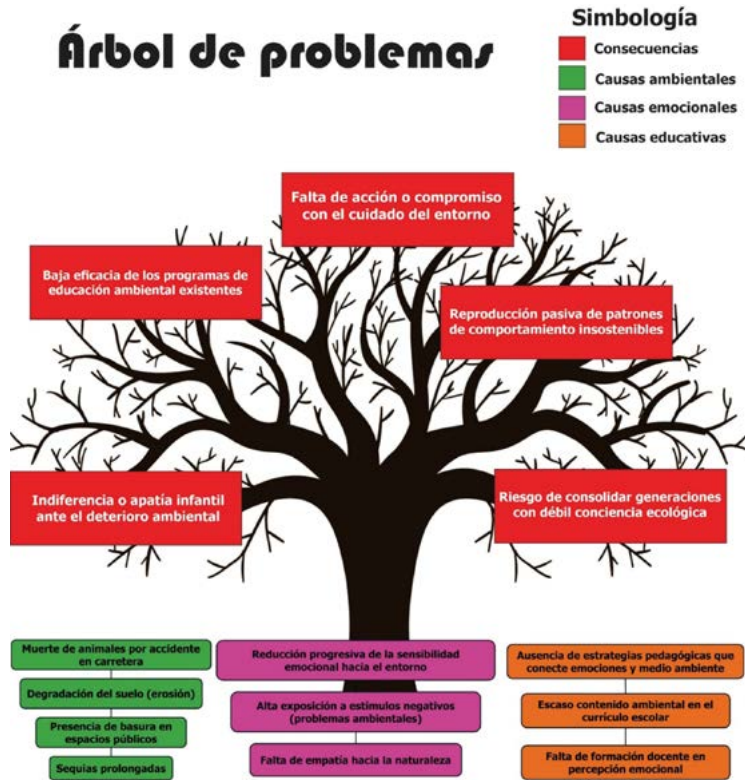 Árbol de problemas
Simbología
Consecuencias
Causas ambientales
Causas emocionales
Causas educativas
Falta de acción o compromiso
con el cuidado del entorno
Baja eficacia de los programas de
educación ambiental existentes
Reproducción pasiva de patrones
de comportamiento insostenibles
Indiferencia o apatía infantil
ante el deterioro ambiental
Riesgo de consolidar generaciones
con débil conciencia ecológica
Muerte de animales por accidente
en carretera
Degradación del suelo (erosión)
Presencia de basura en
espacios públicos
Sequias prolongadas
Reducción progresiva de la sensibilidad
emocional hacia el entorno
Alta exposición a estímulos negativos
(problemas ambientales)
Falta de empatía hacia la naturaleza
Ausencia de estrategias pedagógicas que
conecte emociones y medio ambiente
Escaso contenido ambiental en el
currículo escolar
Falta de formación docente en
percepción emocional